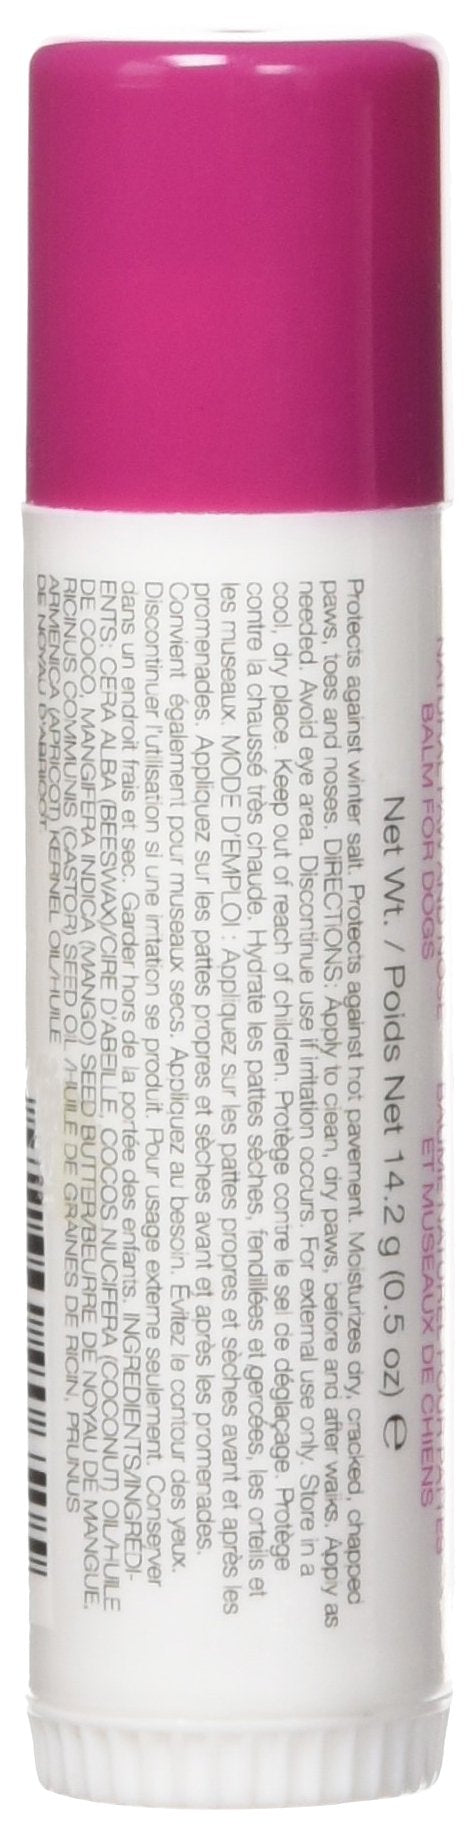 BALM FOR DOGS
ET MUSEAUX DE CHIENS
Net Wt. / Poids Net 14.2 g (0.5 oz) ℮
Protects against winter salt. Protects against hot pavement. Moisturizes dry, cracked, chapped
paws, toes and noses. DIRECTIONS: Apply to clean, dry paws, before and after walks. Apply as
needed. Avoid eye area. Discontinue use if irritation occurs. For external use only. Store in a
cool, dry place. Keep out of reach of children. Protège contre le sel de déglaçage. Protège
contre la chaussé très chaude. Hydrate les pattes sèches, fendillées et gercées, les orteils et
les museaux. MODE D'EMPLOI : Appliquez sur les pattes propres et sèches avant et après les
promenades. Appliquez sur les pattes propres et sèches avant et après les promenades.
Convient également pour museaux secs. Appliquez au besoin. Évitez le contour des yeux.
Discontinuer l'utilisation si une irritation se produit. Pour usage externe seulement. Conserver
dans un endroit frais et sec. Garder hors de la portée des enfants. INGREDIENTS/INGRÉDI-
ENTS: CERA ALBA (BEESWAX)/CIRE D'ABEILLE, COCOS NUCIFERA (COCONUT) OIL/HUILE
DE COCO, MANGIFERA INDICA (MANGO) SEED BUTTER/BEURRE DE NOYAU DE MANGUE,
RICINUS COMMUNIS (CASTOR) SEED OIL /HUILE DE GRAINES DE RICIN, PRUNUS
ARMENICA (APRICOT) KERNEL OIL/HUILE
DE NOYAU D'ABRICOT.